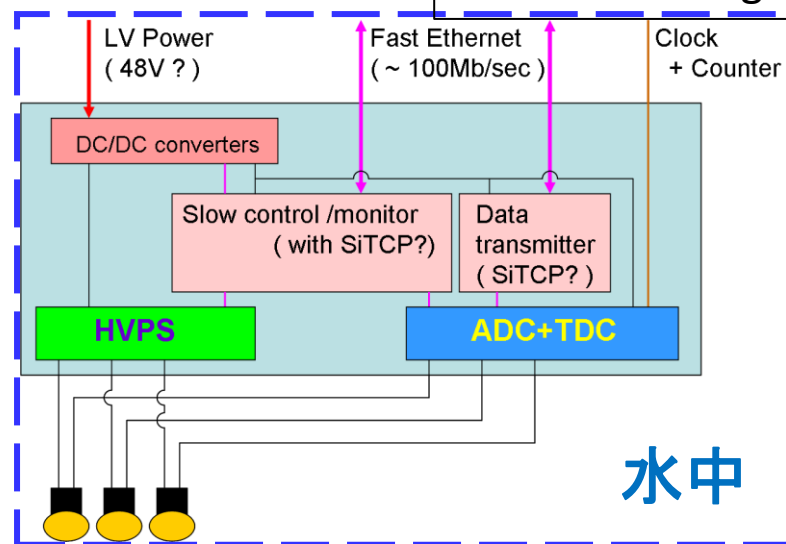 g
LV Power
( 48V ? )
Fast Ethernet
( ~ 100Mb/sec )
Clock
+ Counter
DC/DC converters
Slow control /monitor
( with SiTCP?)
Data
transmitter
( SiTCP? )
HVPS
ADC+TDC
水中